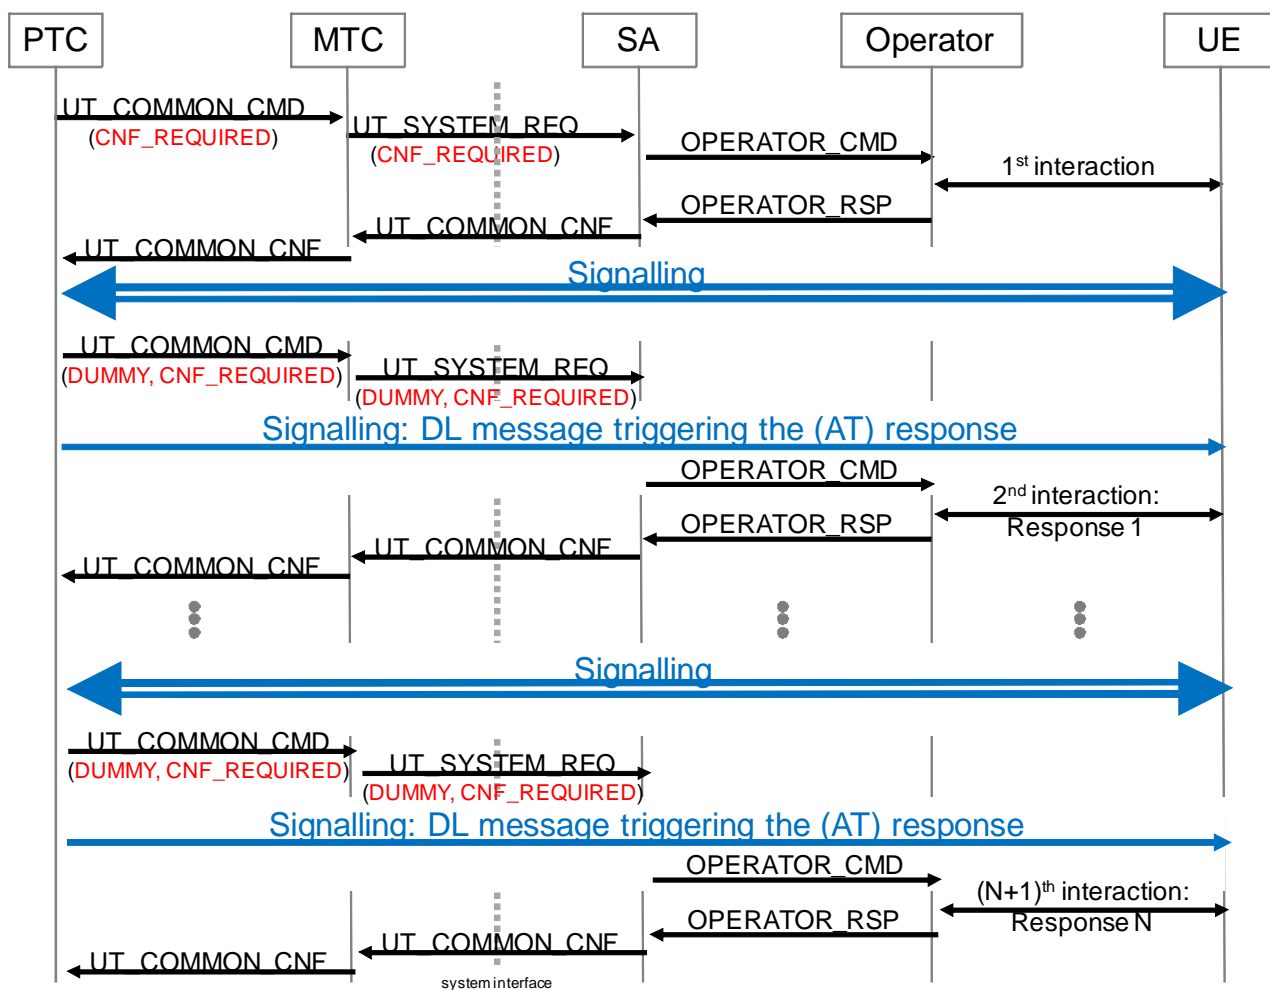 PTC
MTC
SA
Operator
UE
UT_COMMON_CMD
(CNF_REQUIRED)
UT_SYSTEM_REQ
(CNF_REQUIRED)
OPERATOR_CMD
1st interaction
OPERATOR_RSP
UT_COMMON_CNF
UT_COMMON_CNF
Signalling
UT_COMMON_CMD
(DUMMY, CNF_REQUIRED)
UT_SYSTEM_REQ
(DUMMY, CNF_REQUIRED)
Signalling: DL message triggering the (AT) response
OPERATOR_CMD
2nd interaction:
Response 1
OPERATOR_RSP
UT_COMMON_CNF
UT_COMMON_CNF
Signalling
UT_COMMON_CMD
(DUMMY, CNF_REQUIRED)
UT_SYSTEM_REQ
(DUMMY, CNF_REQUIRED)
Signalling: DL message triggering the (AT) response
OPERATOR_CMD
(N+1)th interaction:
Response N
OPERATOR_RSP
UT_COMMON_CNF
UT_COMMON_CNF
system interface